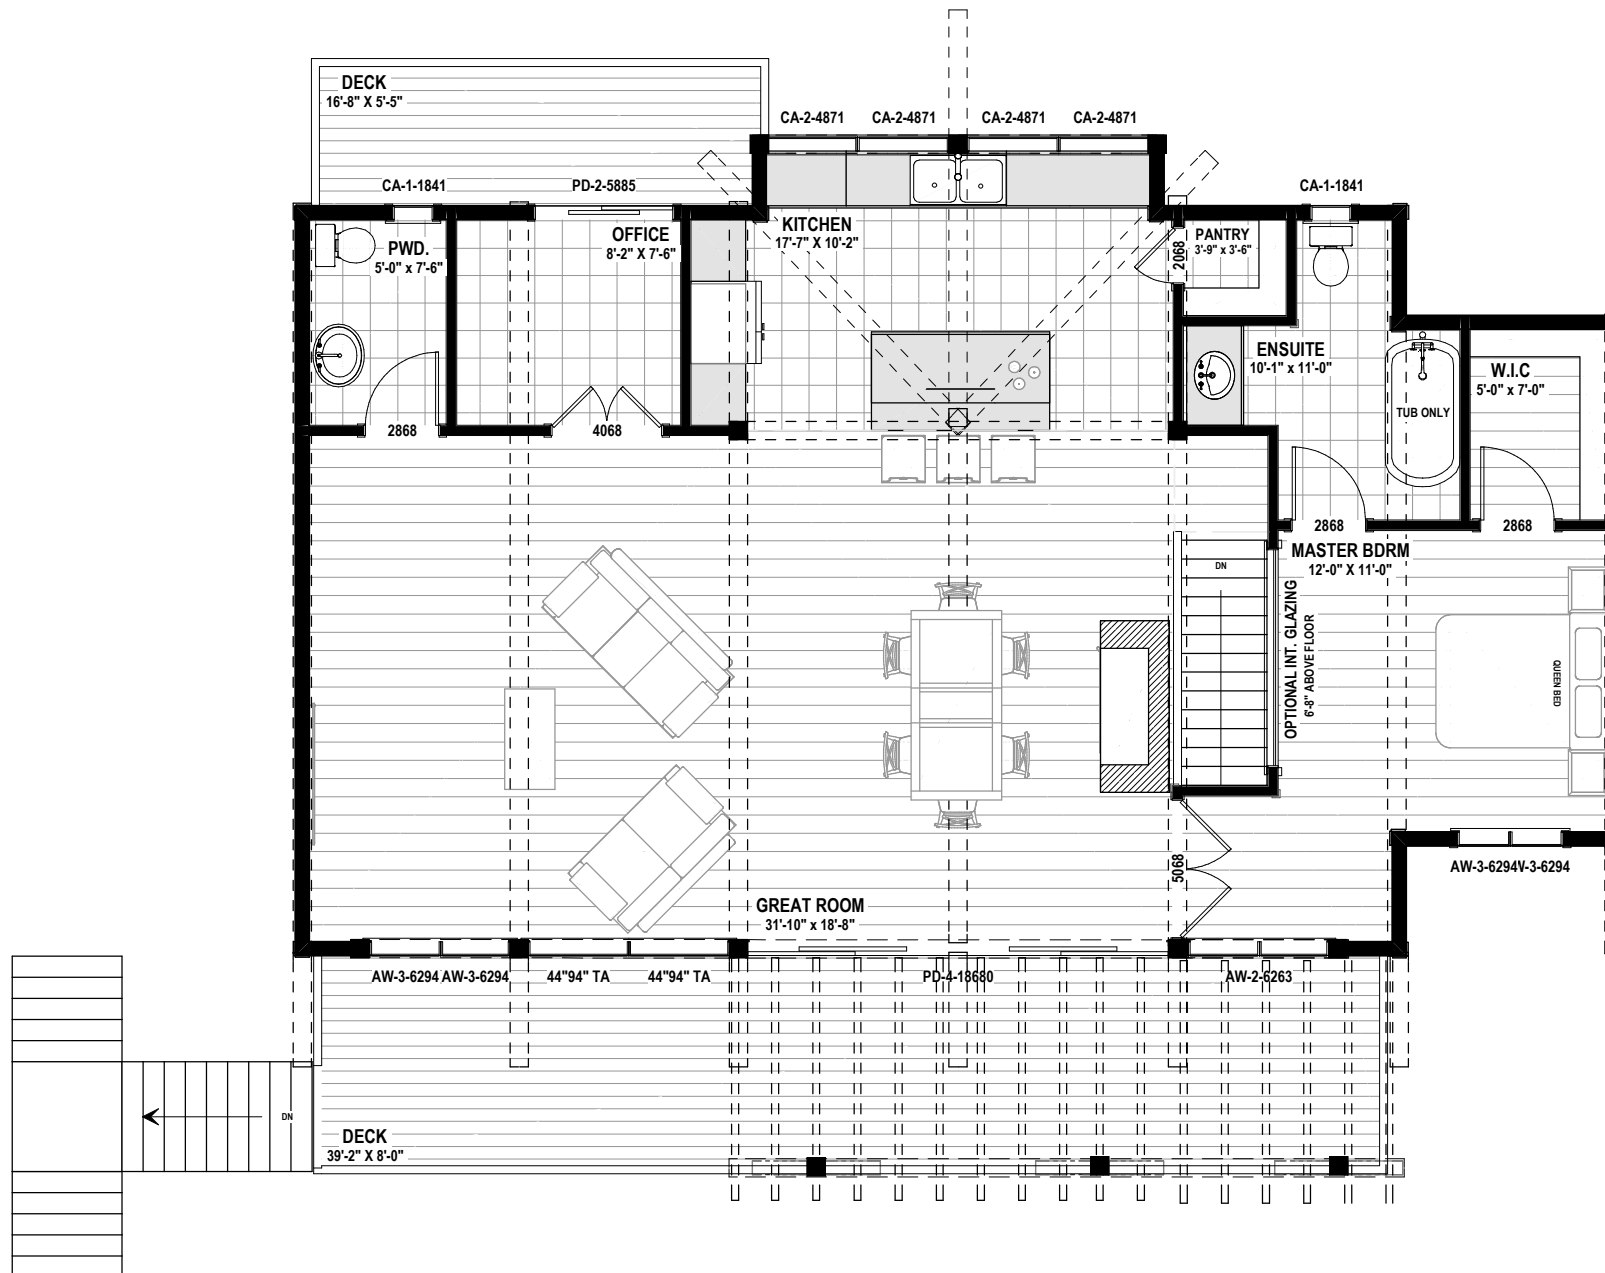 DECK
16'-8" X 5'-5"
CA-2-4871
CA-2-4871
CA-2-4871
CA-2-4871
CA-1-1841
PD-2-5885
CA-1-1841
PWD.
5'-0" x 7'-6"
OFFICE
8'-2" X 7'-6"
KITCHEN
17'-7" X 10'-2"
2068
PANTRY
3'-9" x 3'-6"
ENSUITE
10'-1" x 11'-0"
W.I.C
5'-0" x 7'-0"
TUB ONLY
2868
4068
2868
2868
MASTER BDRM
12'-0" X 11'-0"
DN
OPTIONAL INT. GLAZING
6'-8" ABOVE FLOOR
QUEEN BED
5068
AW-3-6294V-3-6294
GREAT ROOM
31'-10" x 18'-8"
AW-3-6294
AW-3-6294
44"94" TA
44"94" TA
PD-4-18680
AW-2-6263
DN
DECK
39'-2" X 8'-0"